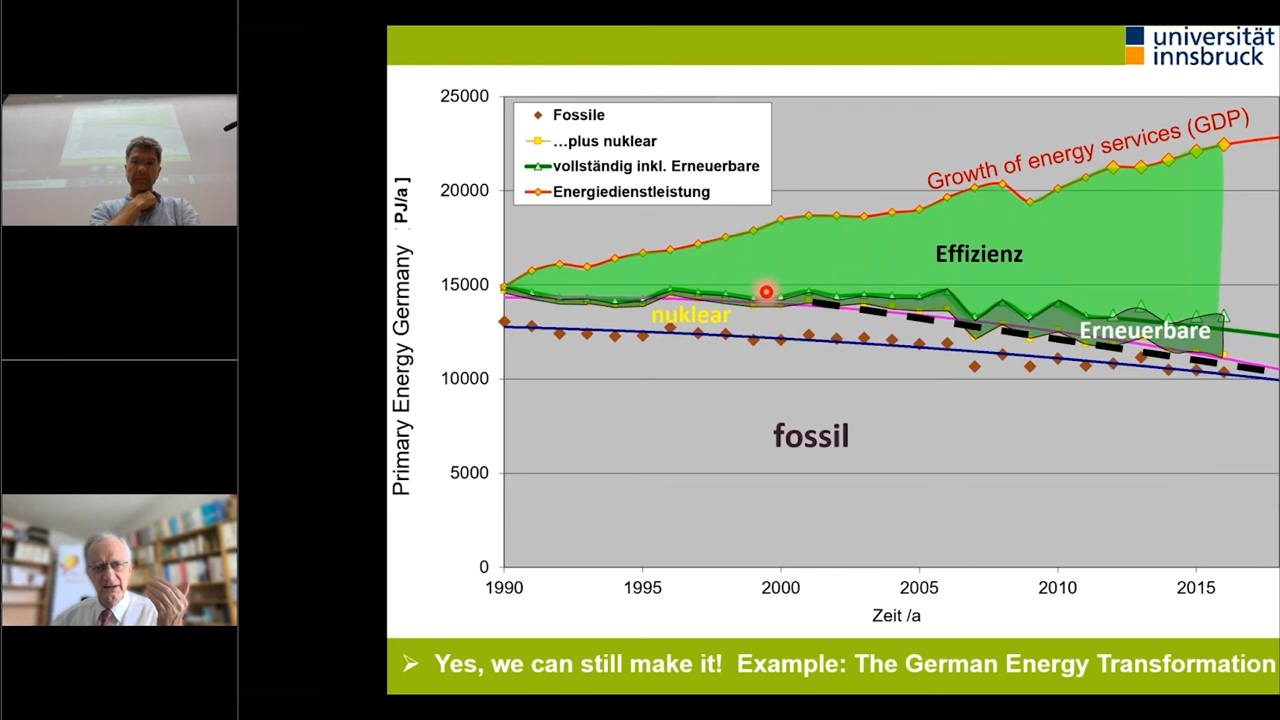 universität
innsbruck
25000
20000
15000
10000
5000
0
Primary Energy Germany [PJ/a ]
Fossile
...plus nuklear
vollständig inkl. Erneuerbare
Energiedienstleistung
Growth of energy services (GDP)
Effizienz
nuklear
Erneuerbare
fossil
1990 1995 2000 2005 2010 2015
Zeit /a
➢ Yes, we can still make it! Example: The German Energy Transformation